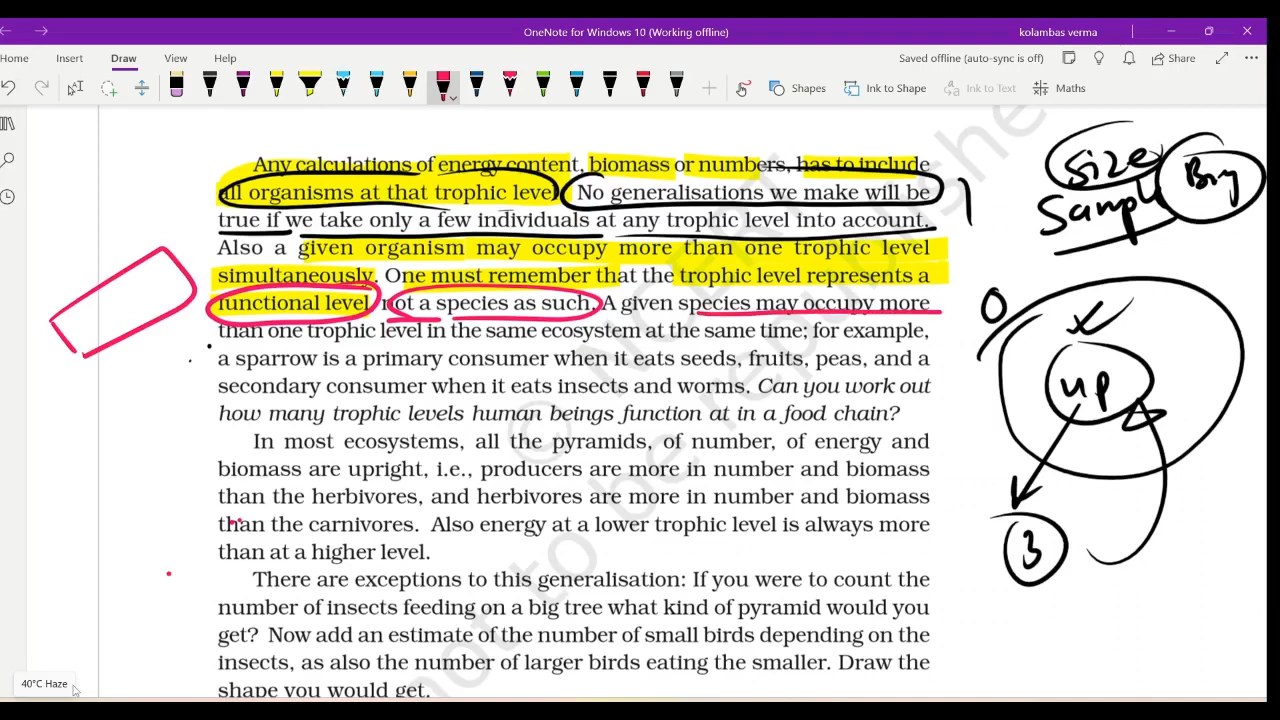 OneNote for Windows 10 (Working offline)
kolambas verma
Home Insert Draw View Help
Saved offline (auto-sync is off)
Share
Shapes
Ink to Shape
Ink to Text
Maths
Any calculations of energy content, biomass or numbers, has to include
all organisms at that trophic level. No generalisations we make will be
true if we take only a few individuals at any trophic level into account.
Also a given organism may occupy more than one trophic level
simultaneously. One must remember that the trophic level represents a
functional level, not a species as such. A given species may occupy more
than one trophic level in the same ecosystem at the same time; for example,
a sparrow is a primary consumer when it eats seeds, fruits, peas, and a
secondary consumer when it eats insects and worms. Can you work out
how many trophic levels human beings function at in a food chain?
In most ecosystems, all the pyramids, of number, of energy and
biomass are upright, i.e., producers are more in number and biomass
than the herbivores, and herbivores are more in number and biomass
than the carnivores. Also energy at a lower trophic level is always more
than at a higher level.
There are exceptions to this generalisation: If you were to count the
number of insects feeding on a big tree what kind of pyramid would you
get? Now add an estimate of the number of small birds depending on the
insects, as also the number of larger birds eating the smaller. Draw the
shape you would get.
Size
Sample
Big
up
3
© NCERT
not to be republished
40°C Haze